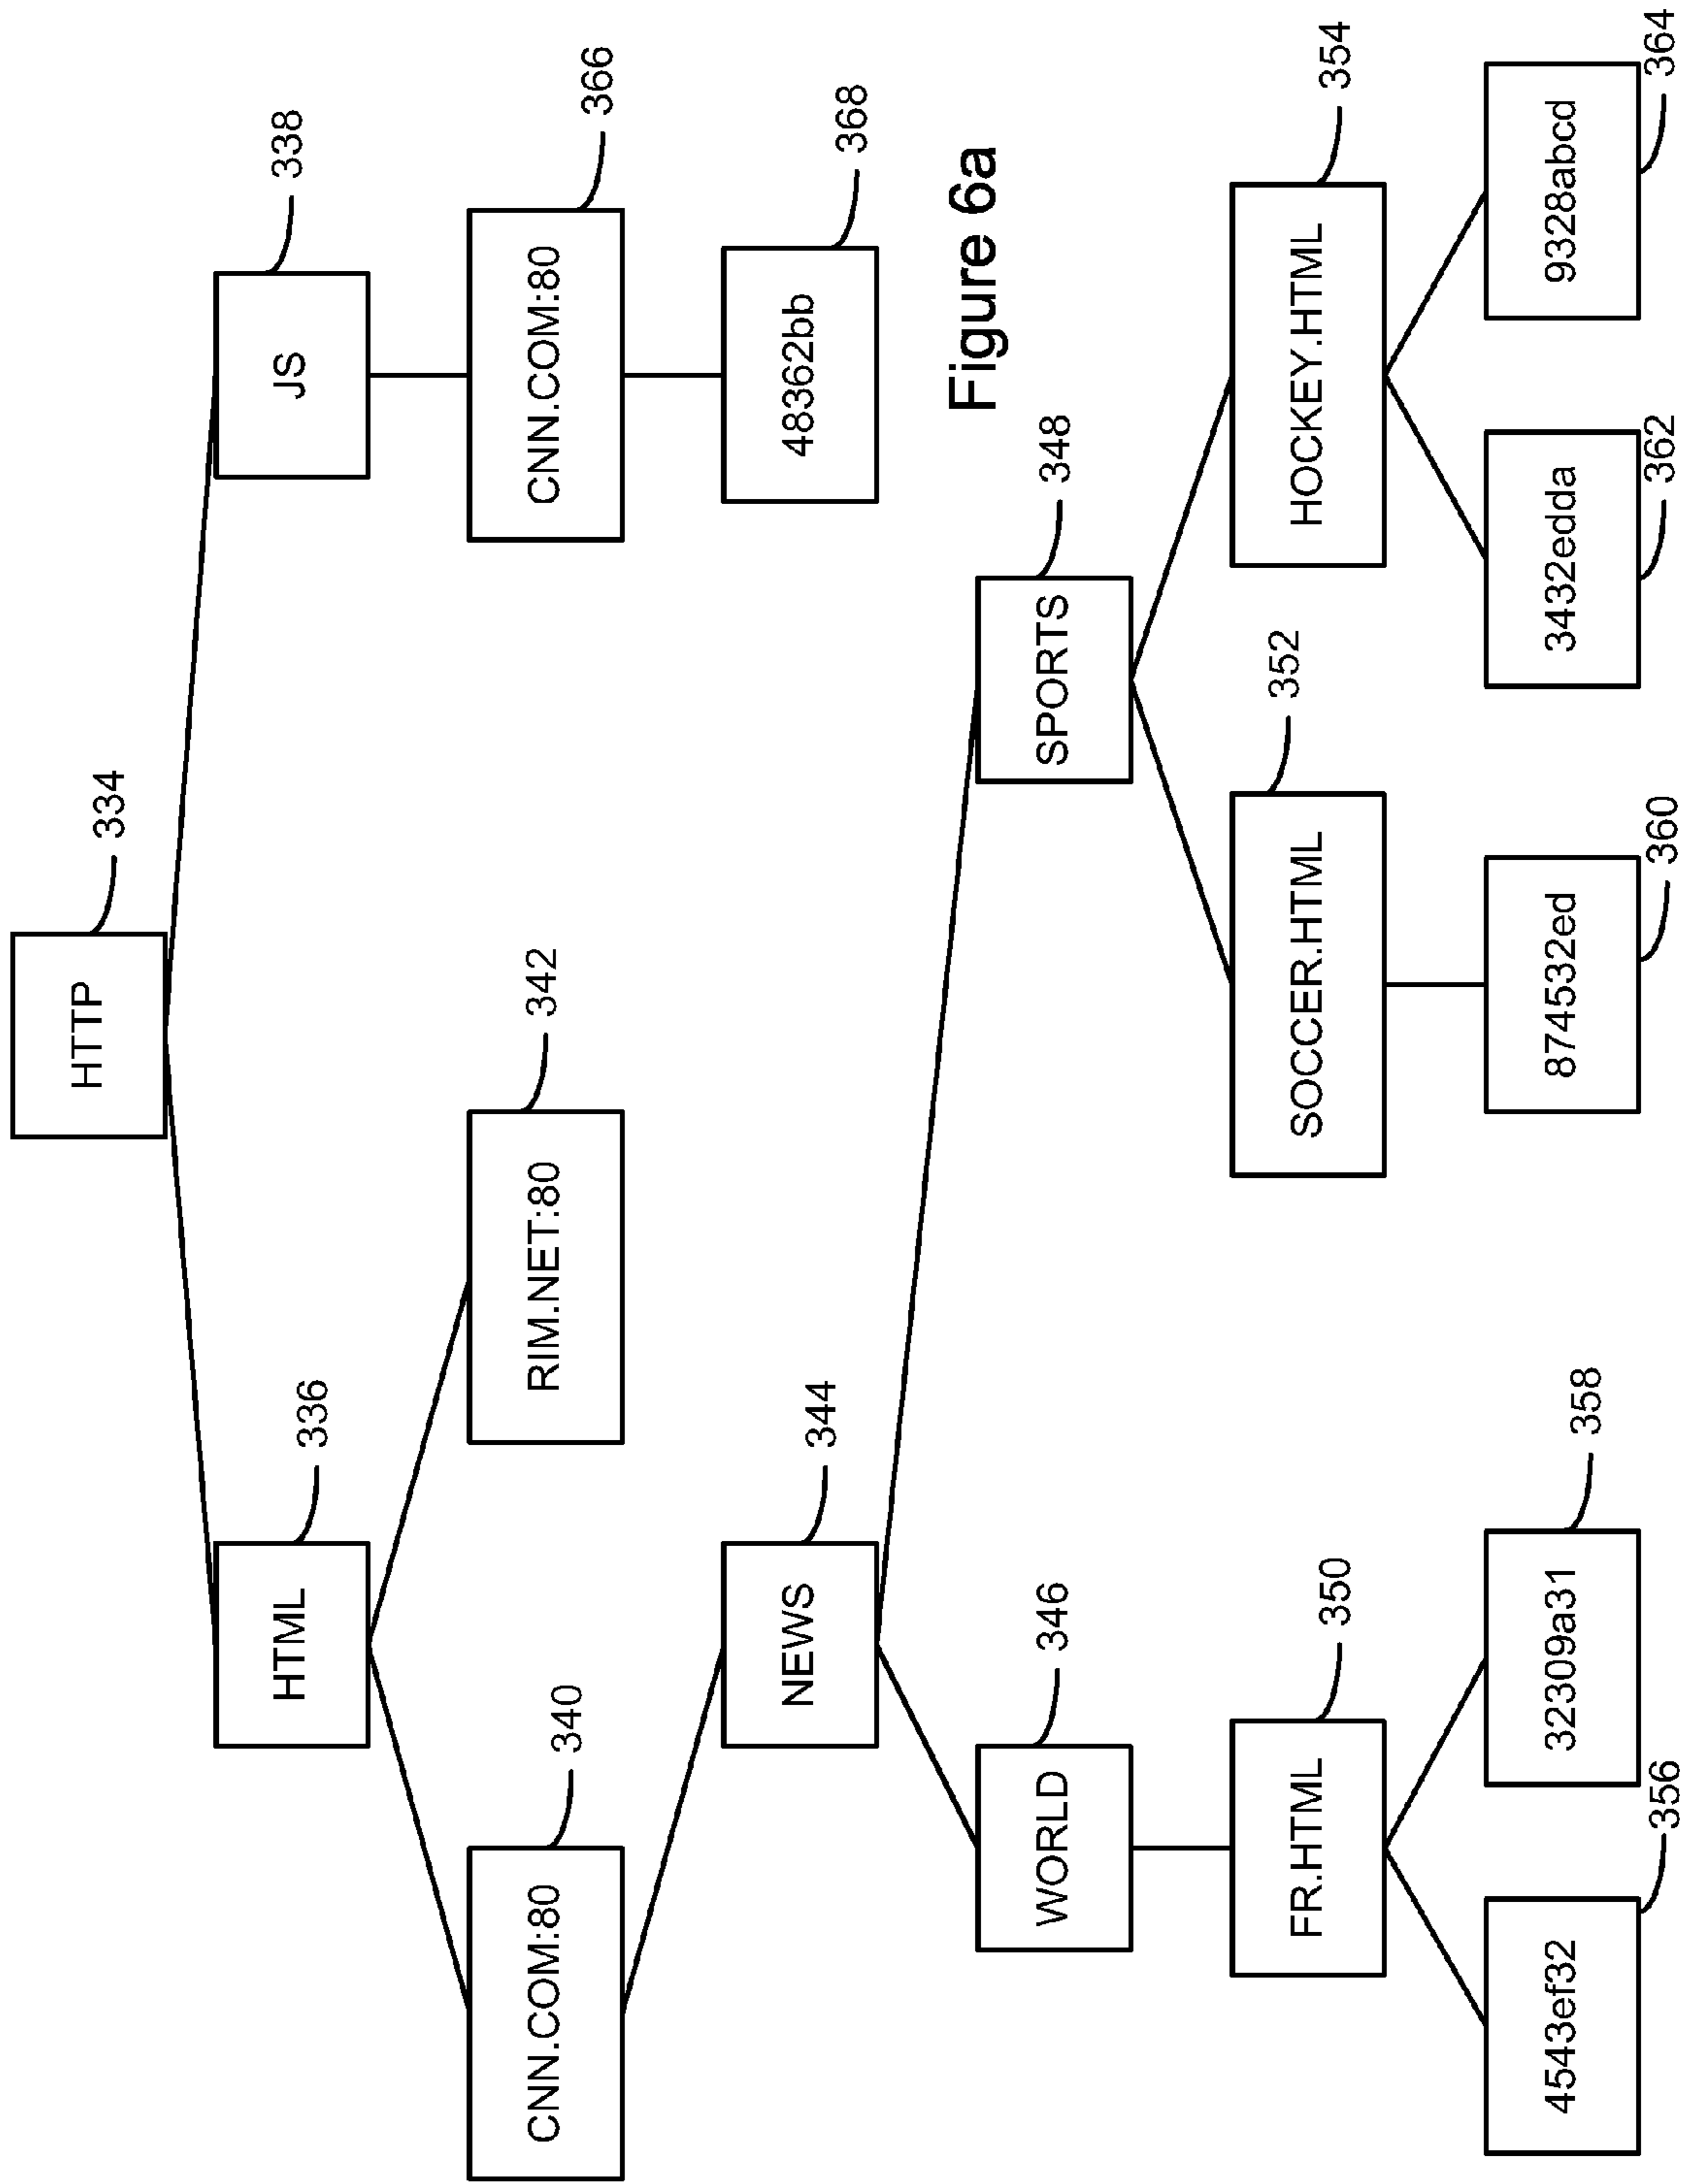 HTTP
334
HTML
336
JS
338
CNN.COM:80
340
RIM.NET:80
342
CNN.COM:80
366
NEWS
344
48362bb
368
WORLD
346
SPORTS
348
Figure 6a
FR.HTML
350
SOCCER.HTML
352
HOCKEY.HTML
354
4543ef32
356
32309a31
358
874532ed
360
3432edda
362
9328abcd
364